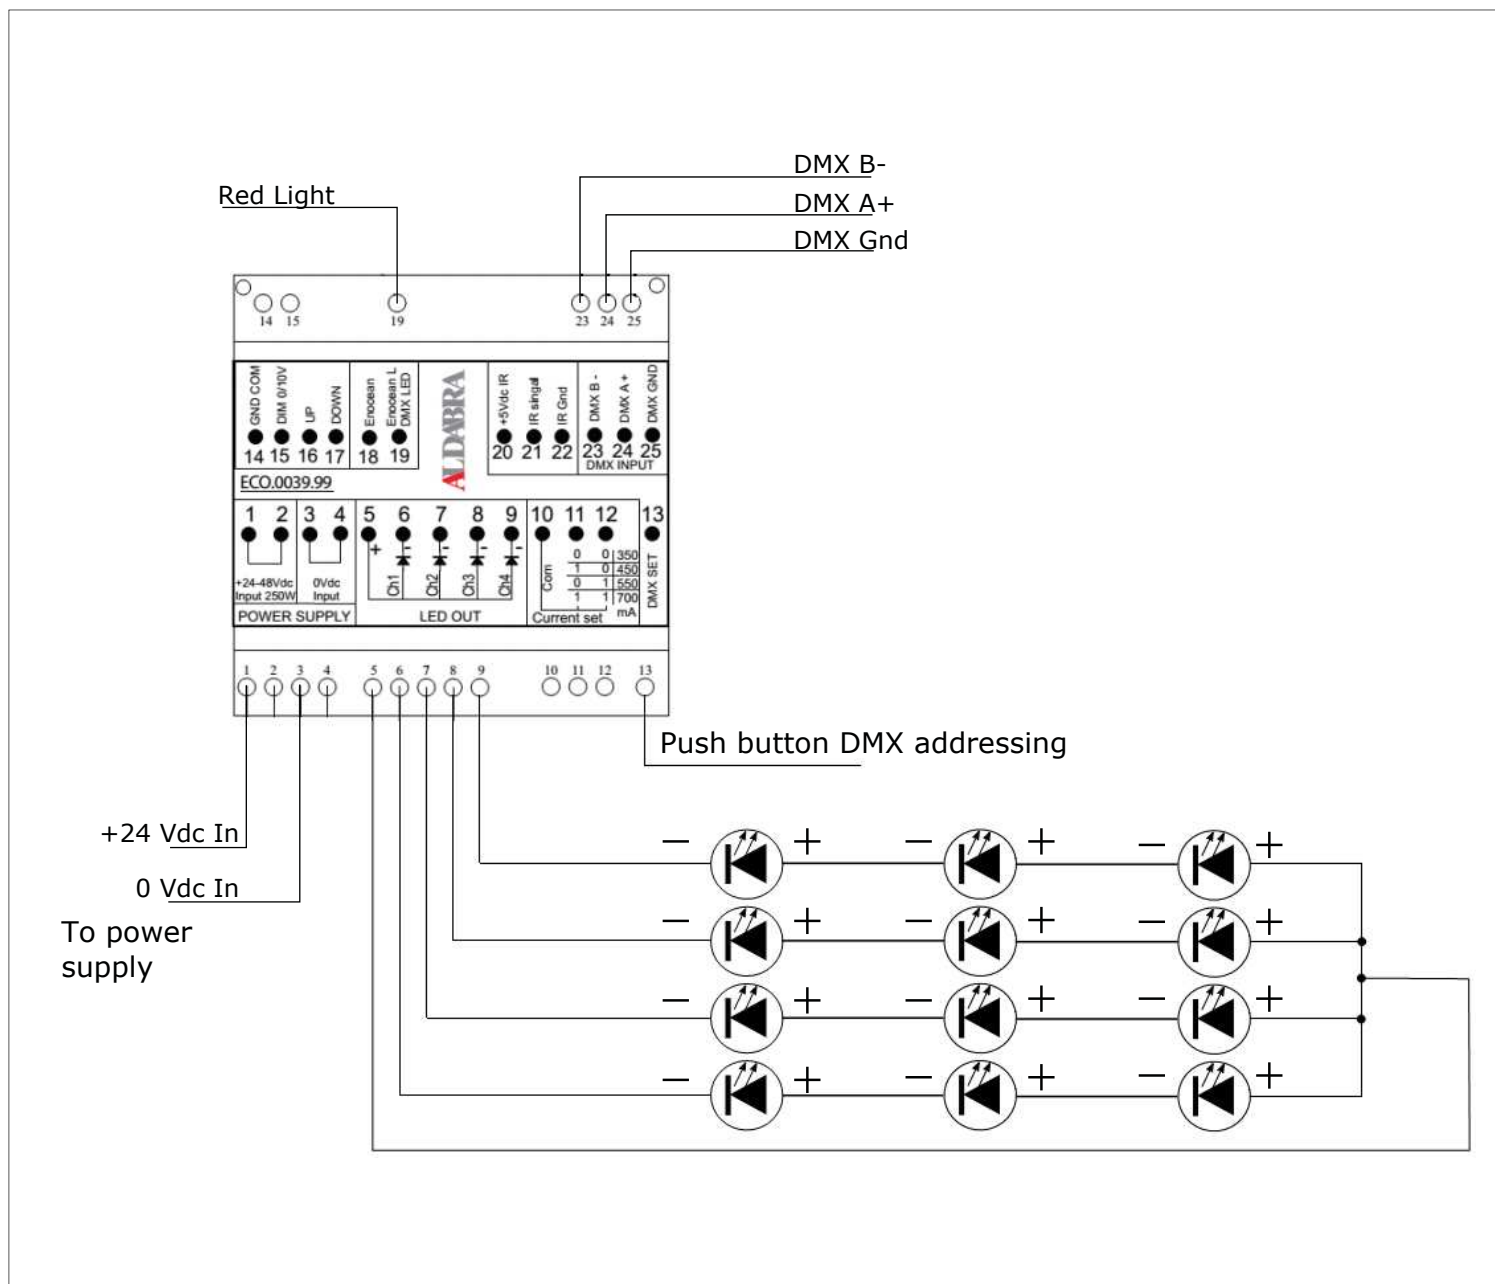 DMX B-
Red Light
DMX A+
DMX Gnd
14 15 19 23 24 25
GND COM
DIM 0/10V
UP
DOWN
Enocean
Enocean L
DMX LED
ALDABRA
+5Vdc IR
IR singal
IR Gnd
DMX B -
DMX A +
DMX GND
14 15 16 17 18 19 20 21 22 23 24 25
DMX INPUT
ECO.0039.99
1 2 3 4 5 6 7 8 9 10 11 12 13
+ - - - -
Ch1
Ch2
Ch3
Ch4
Com
0 0 350
1 0 450
0 1 550
1 1 700
mA
DMX SET
+24-48Vdc
Input 250W
0Vdc
Input
POWER SUPPLY
LED OUT
Current set
1 2 3 4 5 6 7 8 9 10 11 12 13
Push button DMX addressing
+24 Vdc In
0 Vdc In
To power
supply
− + − + − +
− + − + − +
− + − + − +
− + − + − +